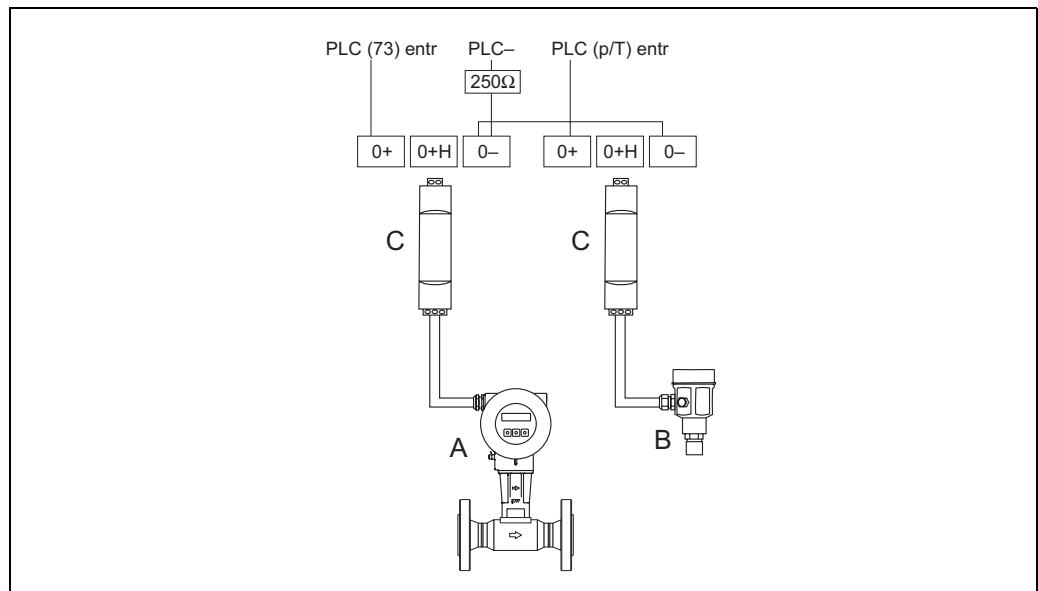 PLC (73) entr PLC– PLC (p/T) entr
250Ω
0+ 0+H 0– 0+ 0+H 0–
C C
A B